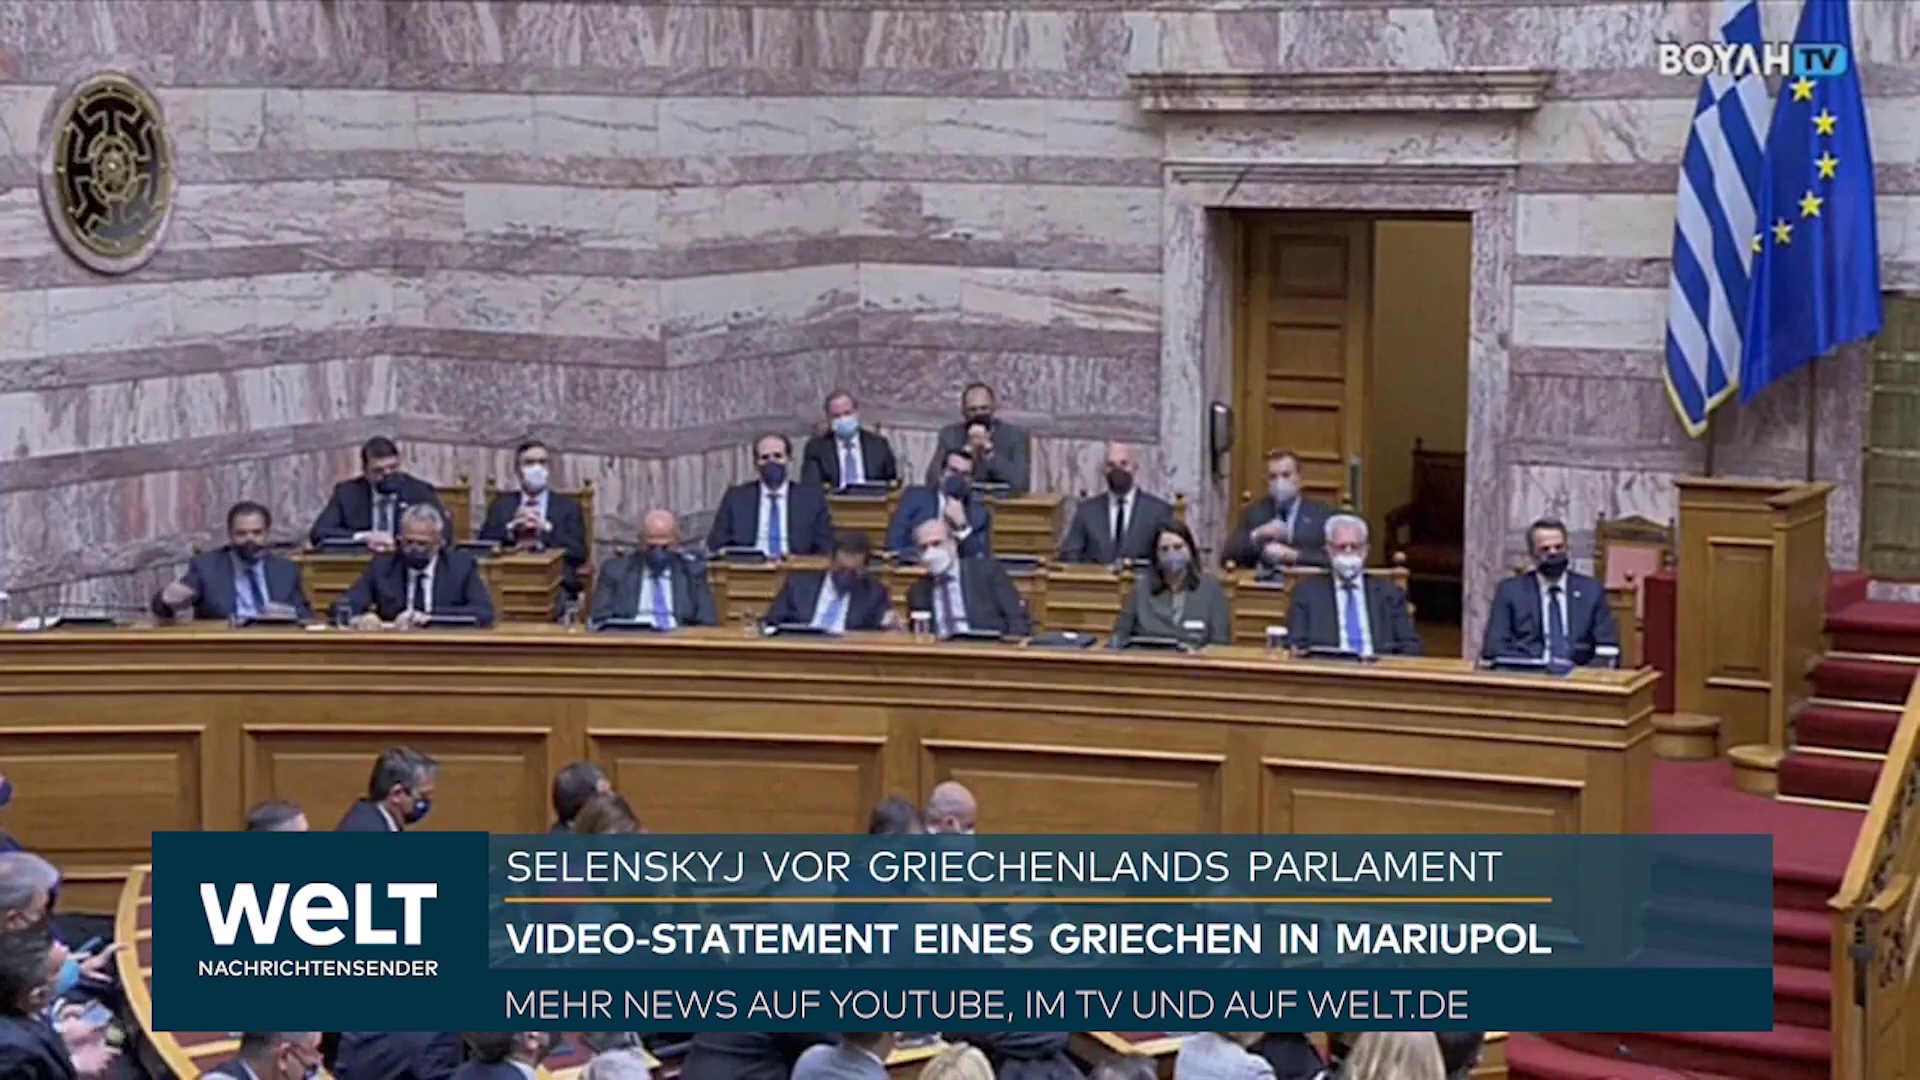 ΒΟΥΛΗ TV
SELENSKYJ VOR GRIECHENLANDS PARLAMENT
VIDEO-STATEMENT EINES GRIECHEN IN MARIUPOL
WELT
NACHRICHTENSENDER
MEHR NEWS AUF YOUTUBE, IM TV UND AUF WELT.DE